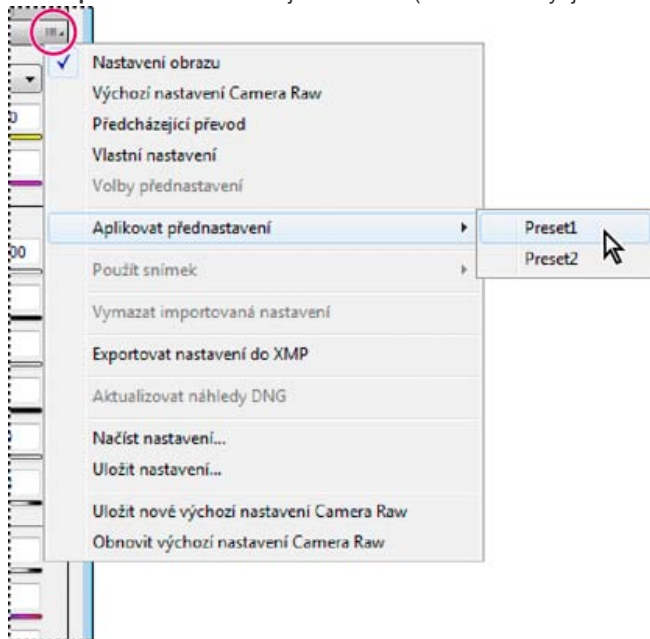 Nastavení obrazu
Výchozí nastavení Camera Raw
Předcházející převod
Vlastní nastavení
Volby přednastavení
Aplikovat přednastavení
Preset1
Preset2
Použít snímek
Vymazat importovaná nastavení
Exportovat nastavení do XMP
Aktualizovat náhledy DNG
Načíst nastavení...
Uložit nastavení...
Uložit nové výchozí nastavení Camera Raw
Obnovit výchozí nastavení Camera Raw